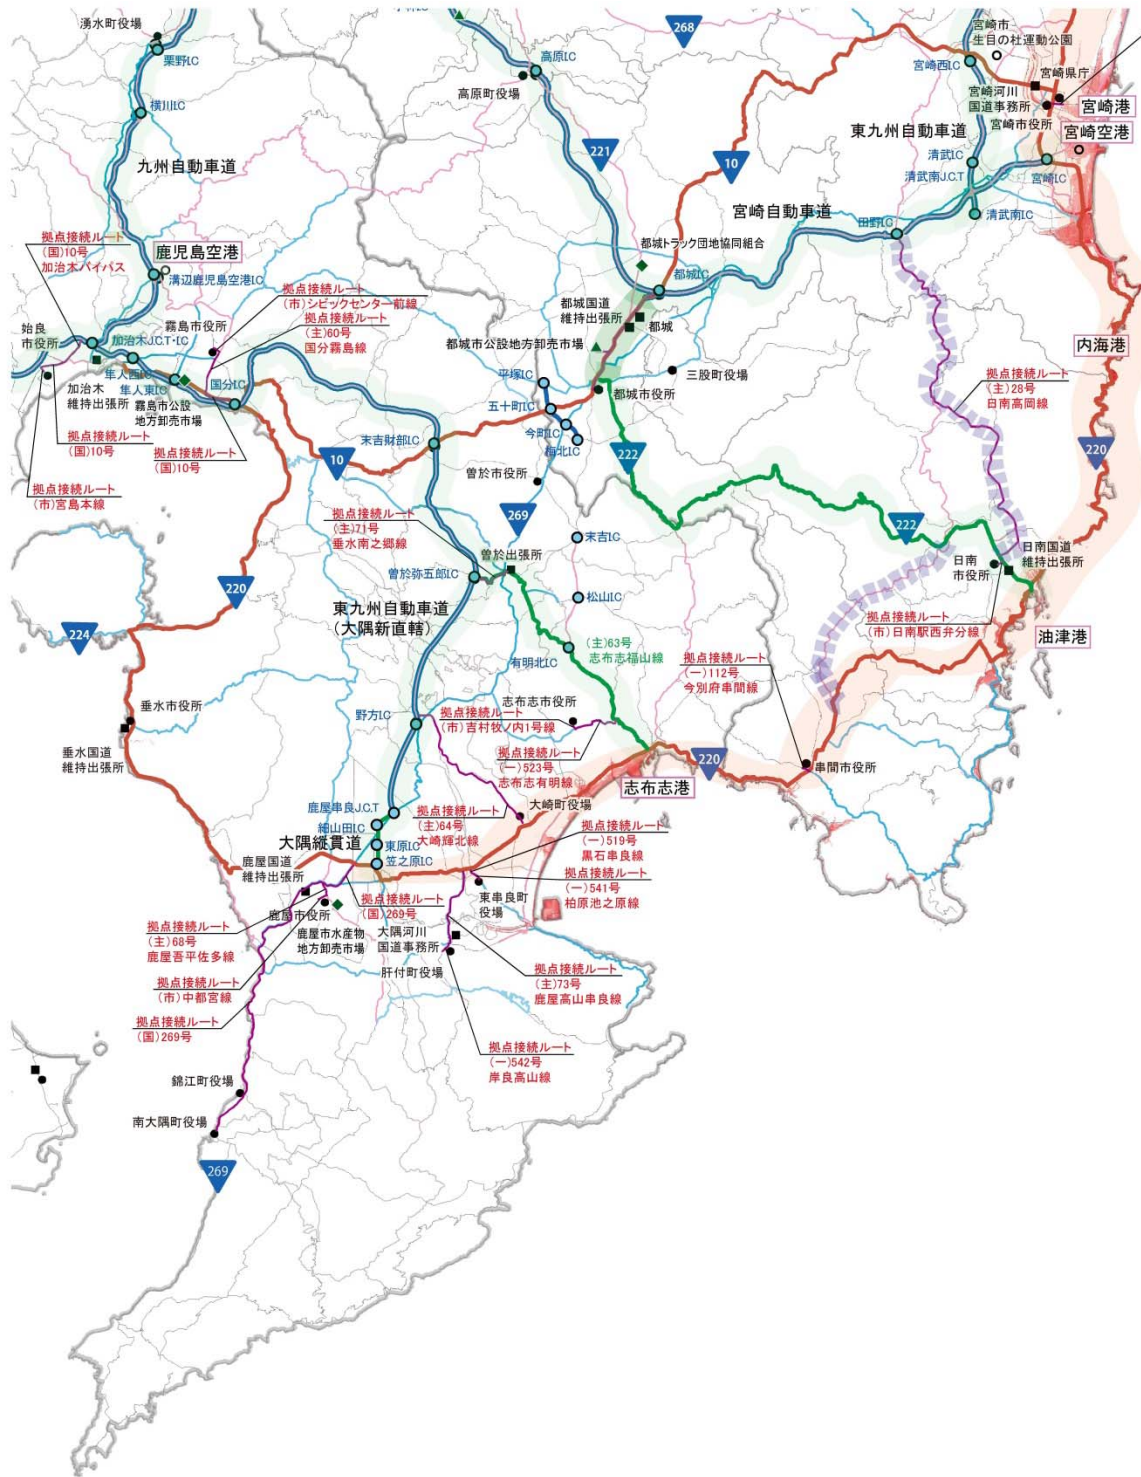 湧水町役場
栗野I.C
横川I.C
九州自動車道
268
高原I.C
高原町役場
221
10
宮崎市
生目の杜運動公園
宮崎西I.C
宮崎県庁
宮崎河川
国道事務所
宮崎市役所
宮崎港
宮崎空港
東九州自動車道
清武I.C
清武南J.C.T
宮崎I.C
清武南I.C
宮崎自動車道
田野I.C
拠点接続ルート
(国)10号
加治木バイパス
鹿児島空港
溝辺鹿児島空港I.C
拠点接続ルート
(市)シビックセンター前線
拠点接続ルート
(主)60号
国分霧島線
霧島市役所
姶良
市役所
加治木J.C.T・I.C
隼人西I.C
隼人東I.C
国分I.C
加治木
維持出張所
霧島市公設
地方卸売市場
拠点接続ルート
(国)10号
拠点接続ルート
(国)10号
拠点接続ルート
(市)宮島本線
都城トラック団地協同組合
都城I.C
都城国道
維持出張所
都城
都城市公設地方卸売市場
三股町役場
平塚I.C
都城市役所
五十町I.C
今町I.C
梅北I.C
末吉財部I.C
10
曽於市役所
222
内海港
拠点接続ルート
(主)28号
日南高岡線
220
拠点接続ルート
(主)71号
垂水南之郷線
269
末吉I.C
222
曽於出張所
曽於弥五郎I.C
松山I.C
日南国道
維持出張所
日南
市役所
220
224
東九州自動車道
(大隅新直轄)
拠点接続ルート
(市)日南駅西弁分線
油津港
(主)63号
志布志福山線
有明北I.C
拠点接続ルート
(一)112号
今別府串間線
垂水市役所
志布志市役所
野方I.C
拠点接続ルート
(市)吉村牧ノ内1号線
垂水国道
維持出張所
拠点接続ルート
(一)523号
志布志有明線
220
串間市役所
志布志港
鹿屋串良J.C.T
大崎町役場
細山田I.C
拠点接続ルート
(主)64号
大崎輝北線
拠点接続ルート
(一)519号
黒石串良線
大隅縦貫道
東原I.C
笠之原I.C
鹿屋国道
維持出張所
拠点接続ルート
(一)541号
柏原池之原線
東串良町
役場
拠点接続ルート
(国)269号
鹿屋市役所
鹿屋市水産物
地方卸売市場
大隅河川
国道事務所
肝付町役場
拠点接続ルート
(主)68号
鹿屋吾平佐多線
拠点接続ルート
(市)中都宮線
拠点接続ルート
(主)73号
鹿屋高山串良線
拠点接続ルート
(国)269号
拠点接続ルート
(一)542号
岸良高山線
錦江町役場
南大隅町役場
269